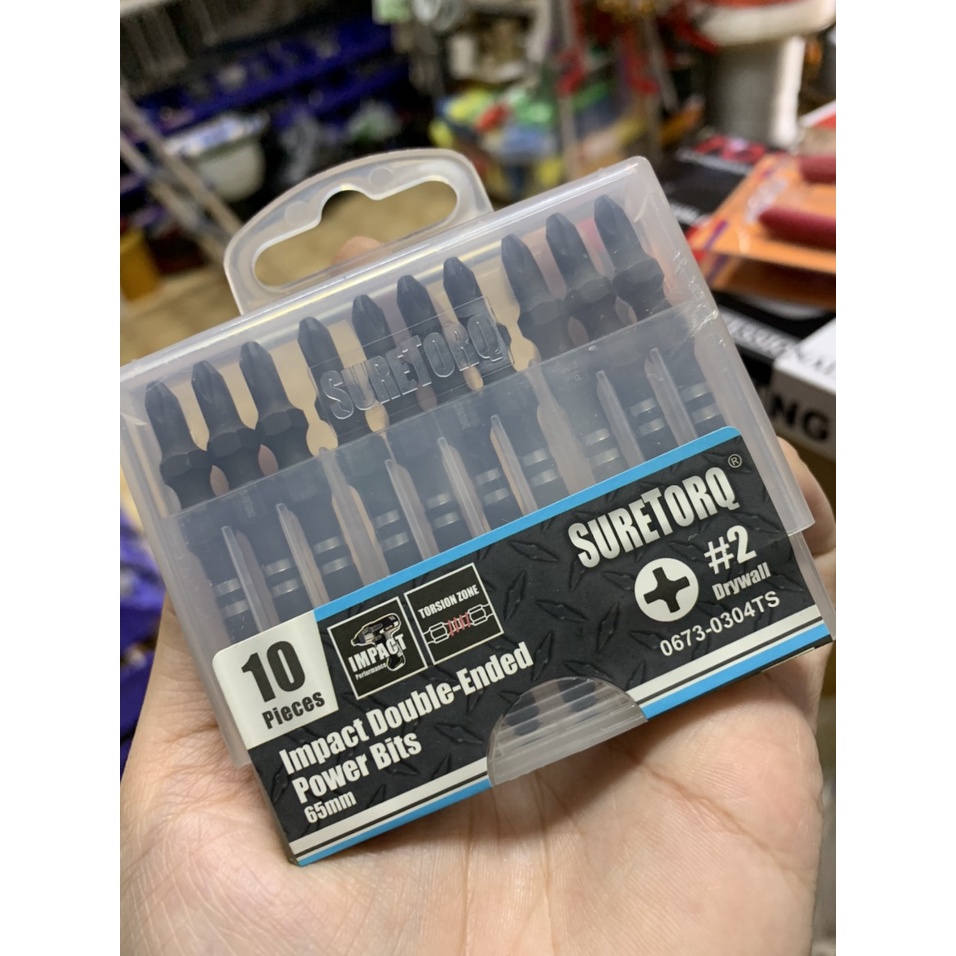 SURETORQ
SURETORQ®
#2
Drywall
0673-0304TS
10
Pieces
IMPACT
Performance
TORSION ZONE
Impact Double-Ended
Power Bits
65mm